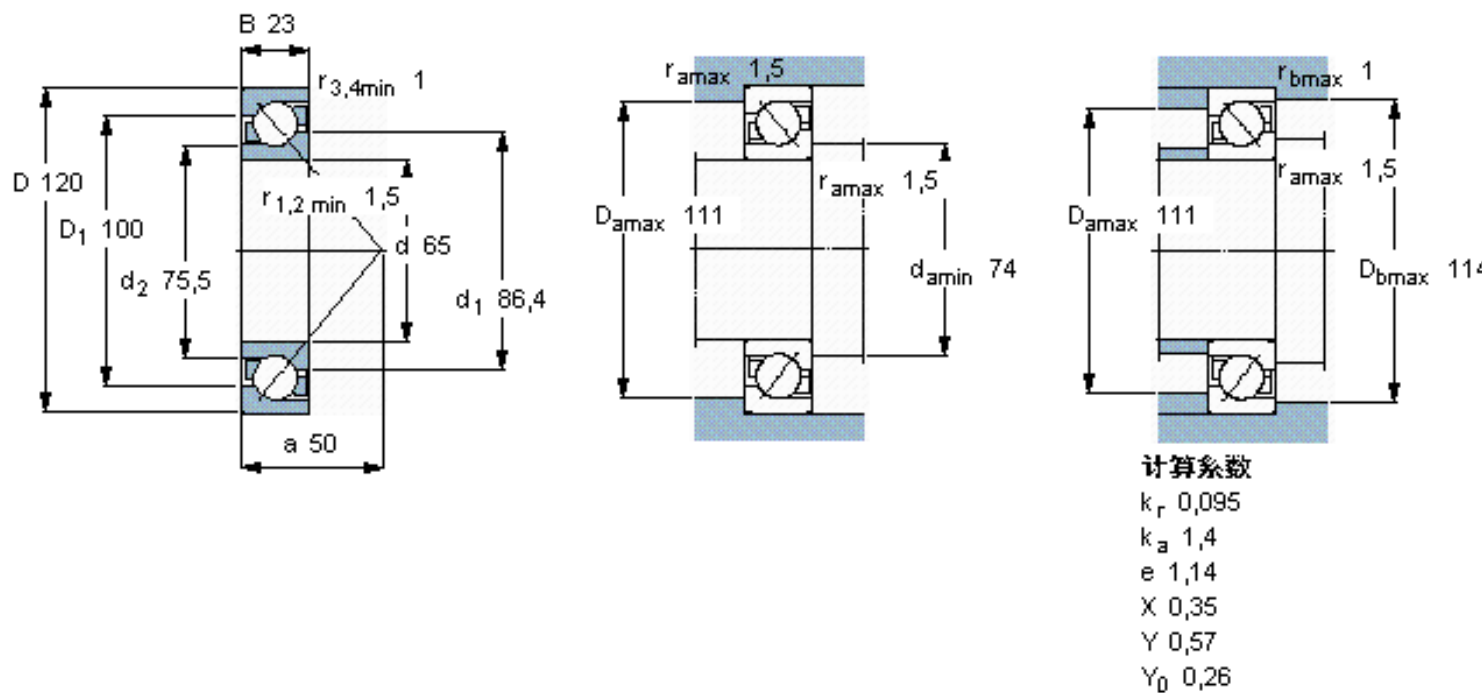 B 23
r3,4min 1
D 120
D1 100
r1,2 min 1,5
d 65
d2 75,5
d1 86,4
a 50
ramax 1,5
ramax 1,5
Damax 111
damin 74
rbmax 1
ramax 1,5
Damax 111
Dbmax 114
计算系数
kr 0,095
ka 1,4
e 1,14
X 0,35
Y 0,57
Y0 0,26